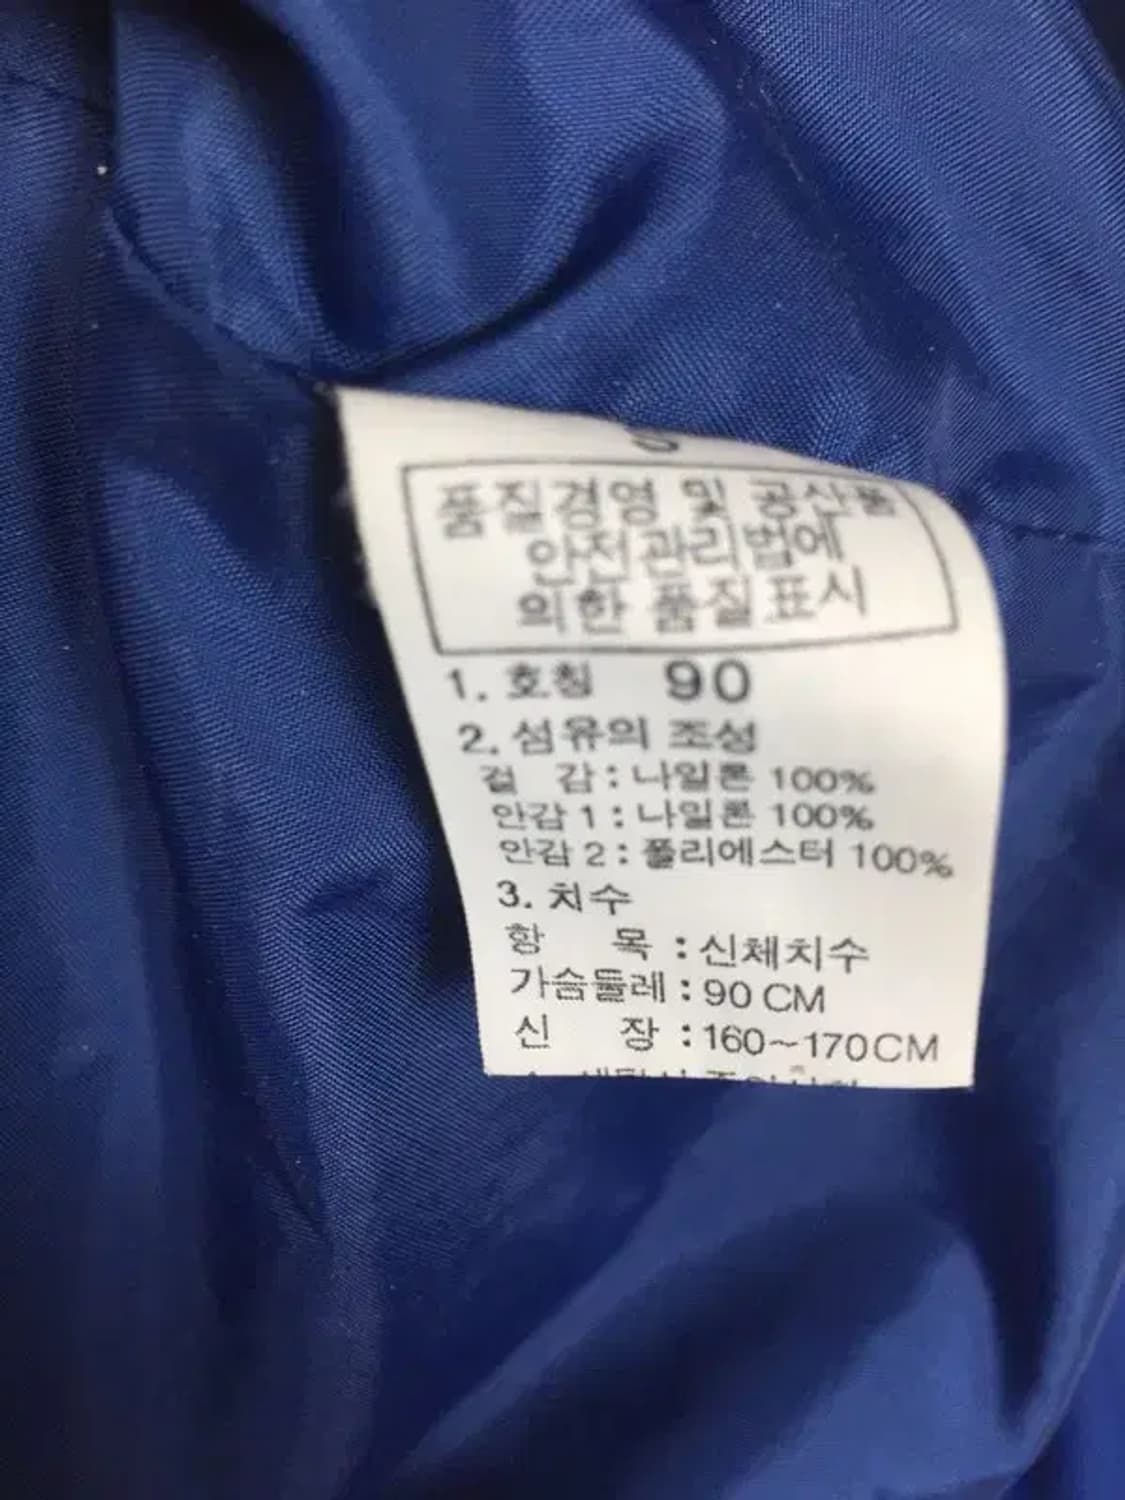 S
품질경영 및 공산품
안전관리법에
의한 품질표시
1. 호칭 90
2. 섬유의 조성
겉 감 : 나일론 100%
안감 1 : 나일론 100%
안감 2 : 폴리에스터 100%
3. 치수
항 목 : 신체치수
가슴둘레 : 90 CM
신 장 : 160~170CM